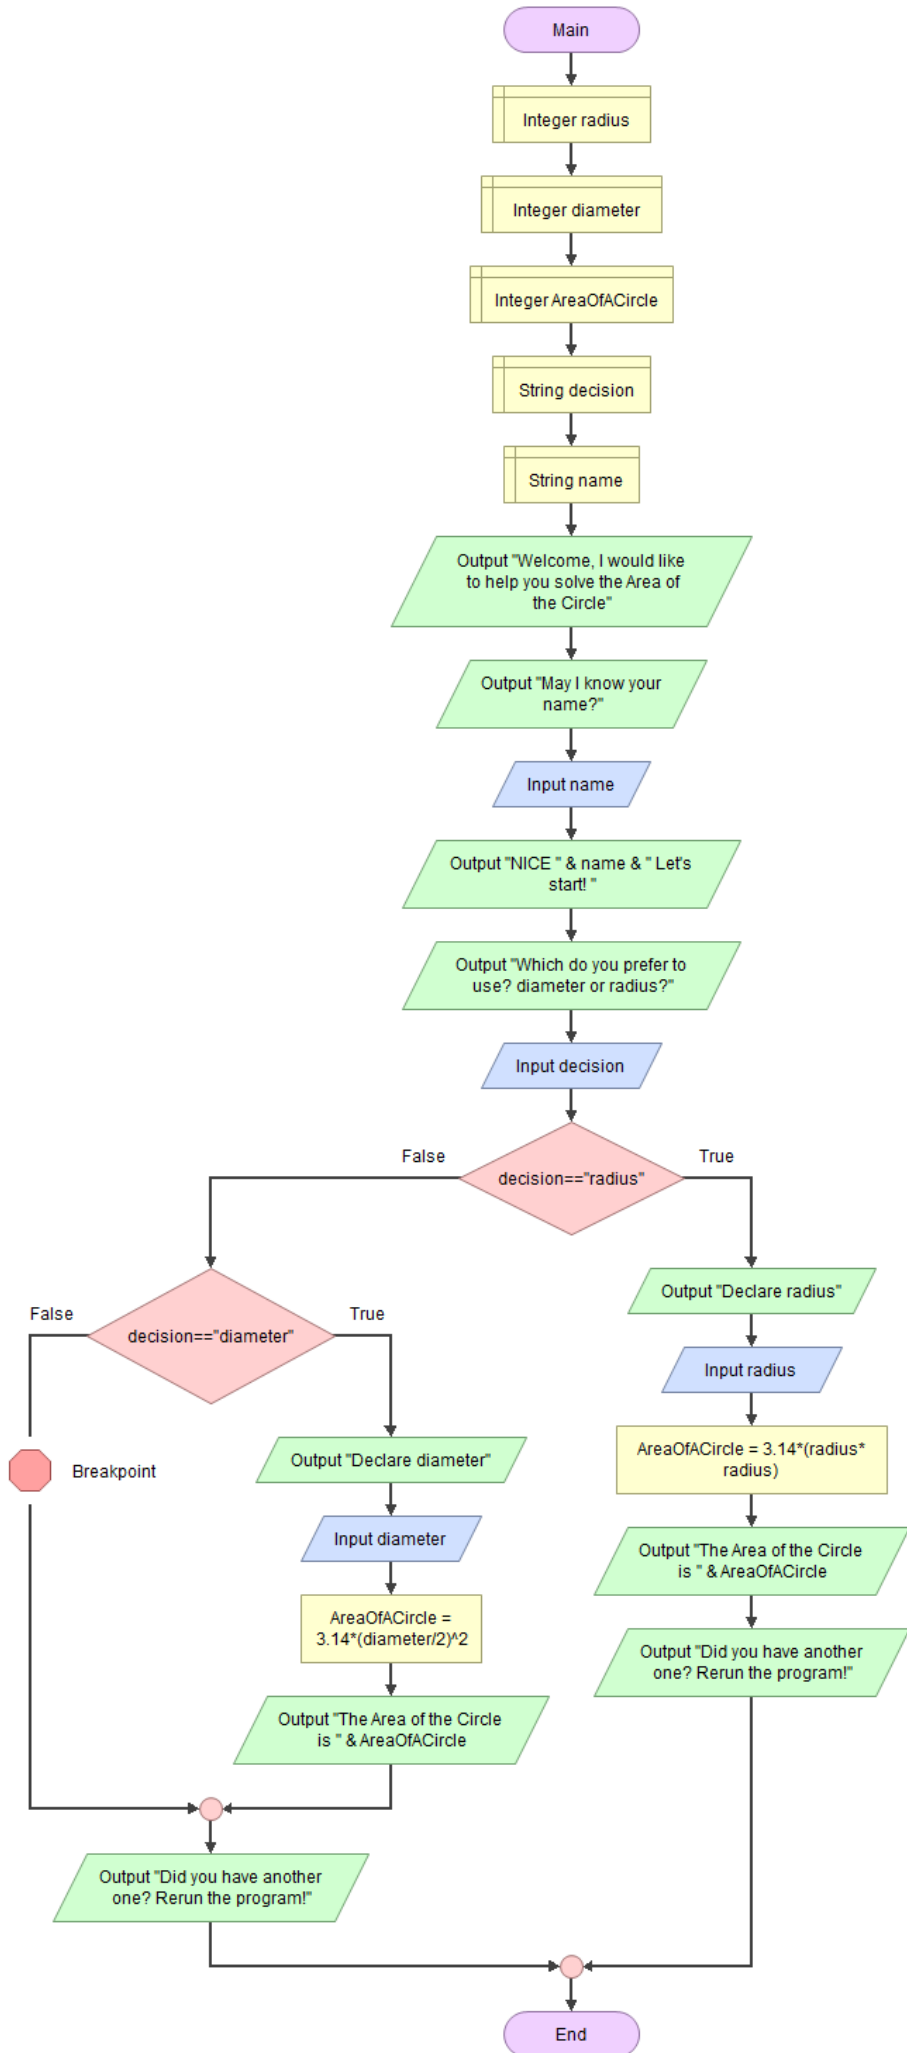 Main
Integer radius
Integer diameter
Integer AreaOfACircle
String decision
String name
Output "Welcome, I would like
to help you solve the Area of
the Circle"
Output "May I know your
name?"
Input name
Output "NICE " & name & " Let's
start! "
Output "Which do you prefer to
use? diameter or radius?"
Input decision
False
True
decision=="radius"
False
True
decision=="diameter"
Breakpoint
Output "Declare diameter"
Input diameter
AreaOfACircle =
3.14*(diameter/2)^2
Output "The Area of the Circle
is " & AreaOfACircle
Output "Did you have another
one? Rerun the program!"
Output "Declare radius"
Input radius
AreaOfACircle = 3.14*(radius*
radius)
Output "The Area of the Circle
is " & AreaOfACircle
Output "Did you have another
one? Rerun the program!"
End